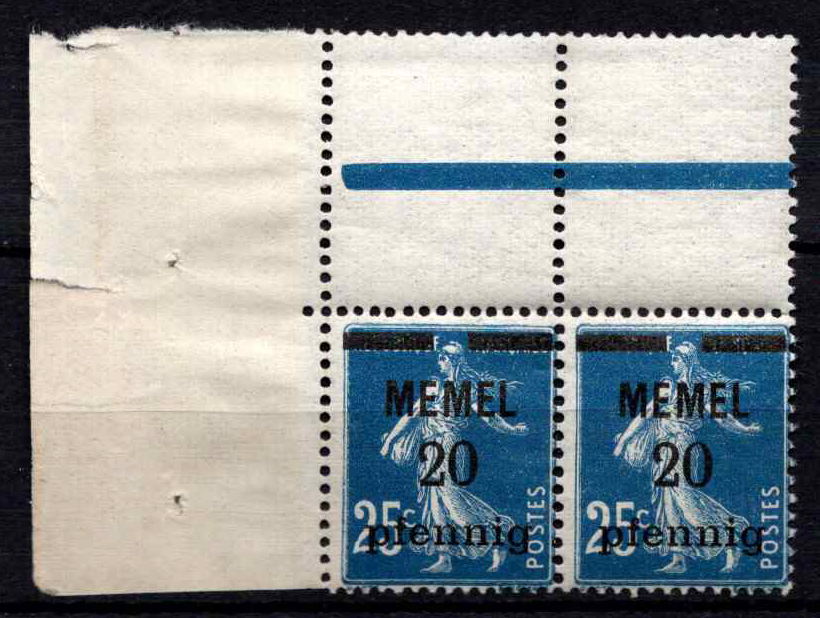 E
MEMEL
20
25c
pfennig
POSTES
E
MEMEL
20
25c
pfennig
POSTES